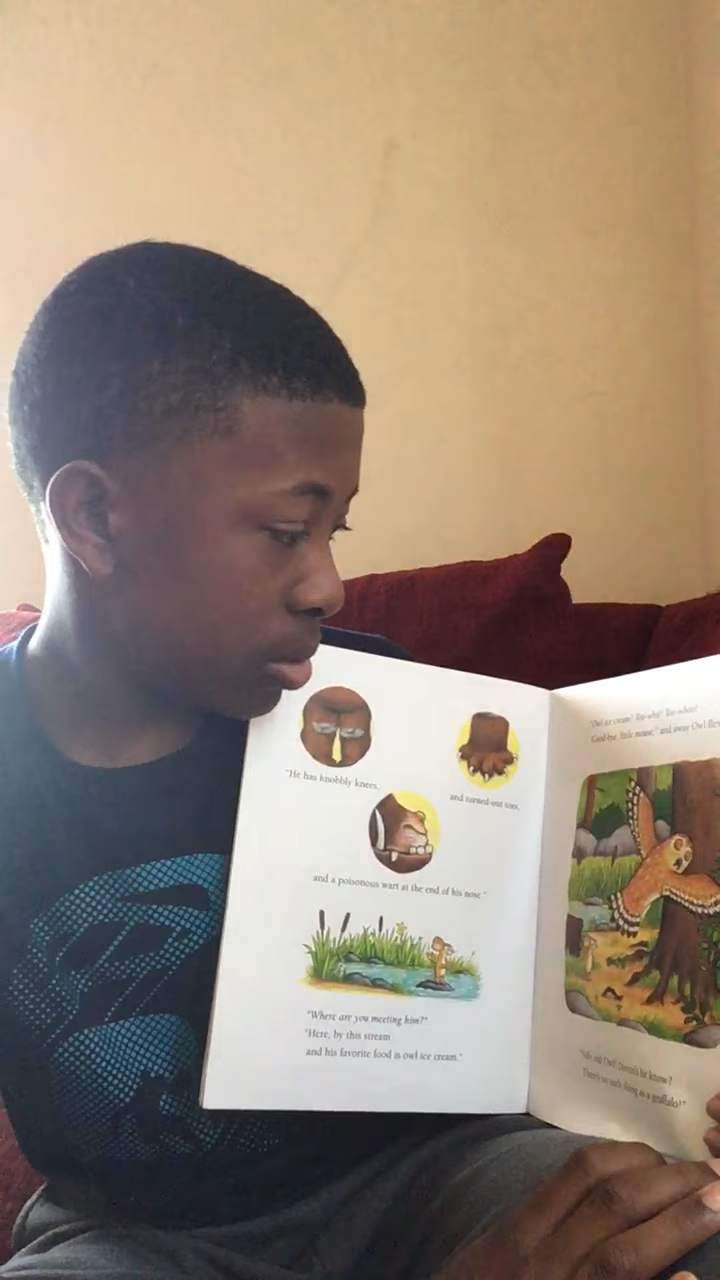 "He has knobbly knees,
and turned-out toes,
and a poisonous wart at the end of his nose."
"Where are you meeting him?"
"Here, by this stream
and his favorite food is owl ice cream."
"Owl ice cream? Too-whit! Too-whoo!
Good-bye, little mouse," and away Owl flew
"Silly old Owl! Doesn't he know?
There's no such thing as a gruffalo?"